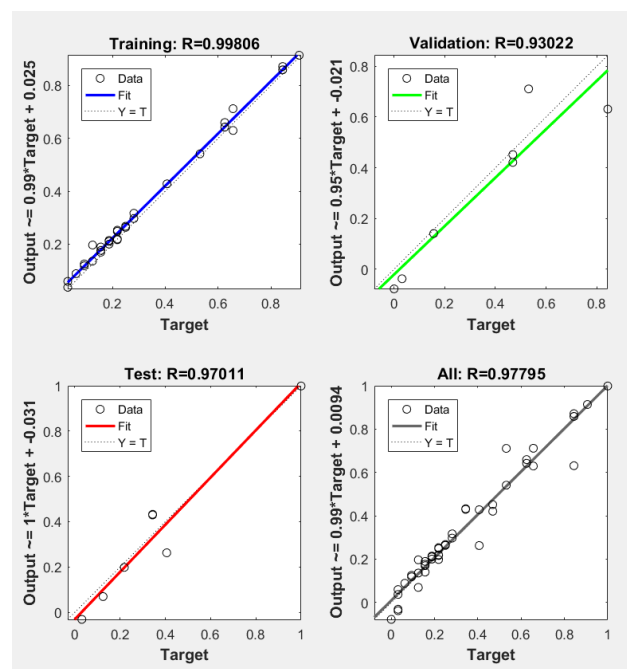 Training: R=0.99806
Output ~= 0.99*Target + 0.025
Data
Fit
Y = T
0.8
0.6
0.4
0.2
0.2
0.4
0.6
0.8
Target
Validation: R=0.93022
Output ~= 0.95*Target + -0.021
Data
Fit
Y = T
0.8
0.6
0.4
0.2
0
0
0.2
0.4
0.6
0.8
Target
Test: R=0.97011
Output ~= 1*Target + -0.031
Data
Fit
Y = T
1
0.8
0.6
0.4
0.2
0
0
0.2
0.4
0.6
0.8
1
Target
All: R=0.97795
Output ~= 0.99*Target + 0.0094
Data
Fit
Y = T
1
0.8
0.6
0.4
0.2
0
0
0.2
0.4
0.6
0.8
1
Target